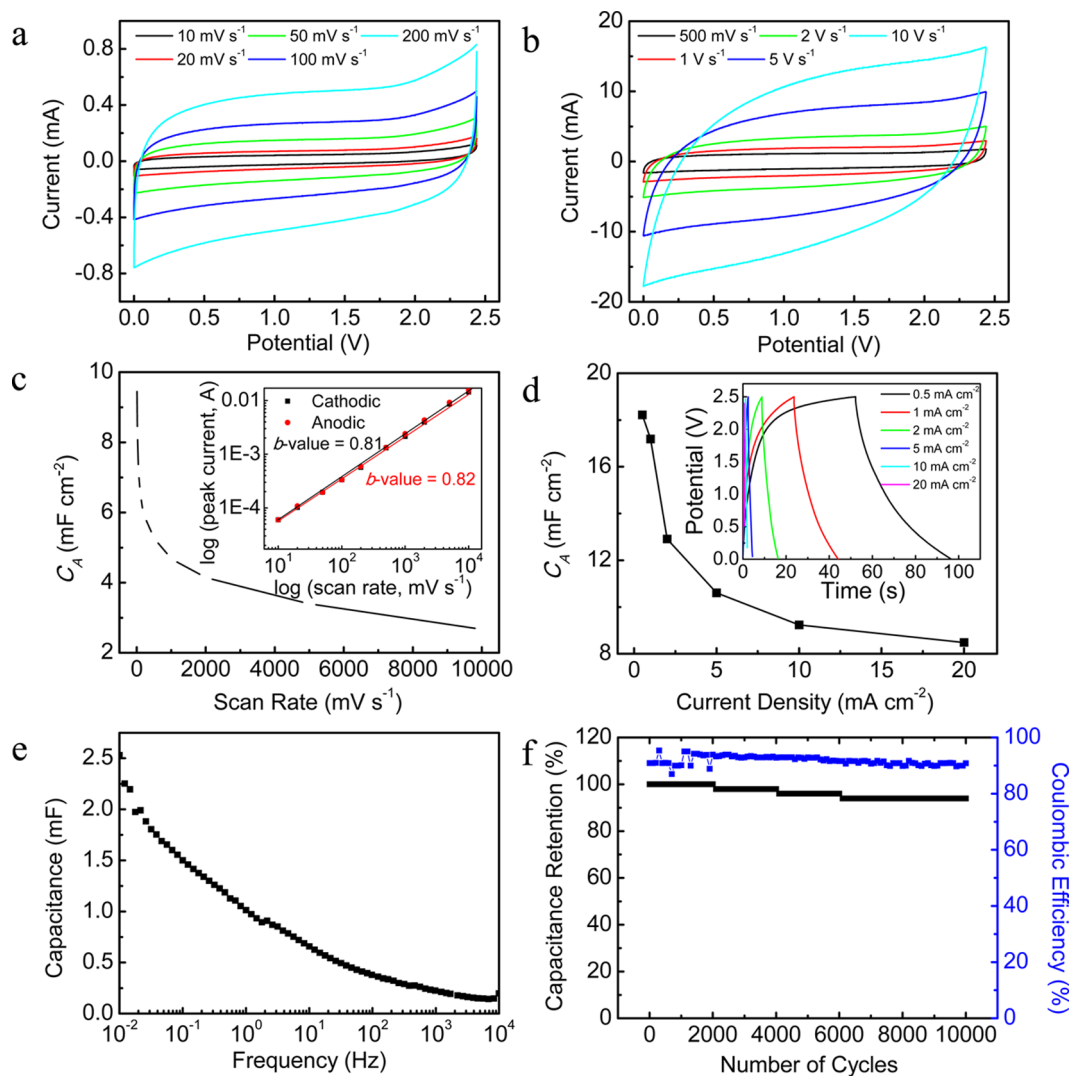 a
10 mV s⁻¹ 50 mV s⁻¹ 200 mV s⁻¹
20 mV s⁻¹ 100 mV s⁻¹
0.8
0.4
0.0
-0.4
-0.8
Current (mA)
0.0 0.5 1.0 1.5 2.0 2.5
Potential (V)
b
500 mV s⁻¹ 2 V s⁻¹ 10 V s⁻¹
1 V s⁻¹ 5 V s⁻¹
20
10
0
-10
-20
Current (mA)
0.0 0.5 1.0 1.5 2.0 2.5
Potential (V)
c
10
8
6
4
2
C_A (mF cm⁻²)
0 2000 4000 6000 8000 10000
Scan Rate (mV s⁻¹)
Cathodic
Anodic
b-value = 0.81
b-value = 0.82
0.01
1E-3
1E-4
log (peak current, A)
10¹ 10² 10³ 10⁴
log (scan rate, mV s⁻¹)
d
20
16
12
8
C_A (mF cm⁻²)
0 5 10 15 20
Current Density (mA cm⁻²)
0.5 mA cm⁻²
1 mA cm⁻²
2 mA cm⁻²
5 mA cm⁻²
10 mA cm⁻²
20 mA cm⁻²
2.5
2.0
1.5
1.0
0.5
0.0
Potential (V)
0 20 40 60 80 100
Time (s)
e
2.5
2.0
1.5
1.0
0.5
0.0
Capacitance (mF)
10⁻² 10⁻¹ 10⁰ 10¹ 10² 10³ 10⁴
Frequency (Hz)
f
120
100
80
60
40
20
0
Capacitance Retention (%)
100
80
60
40
20
0
Coulombic Efficiency (%)
0 2000 4000 6000 8000 10000
Number of Cycles